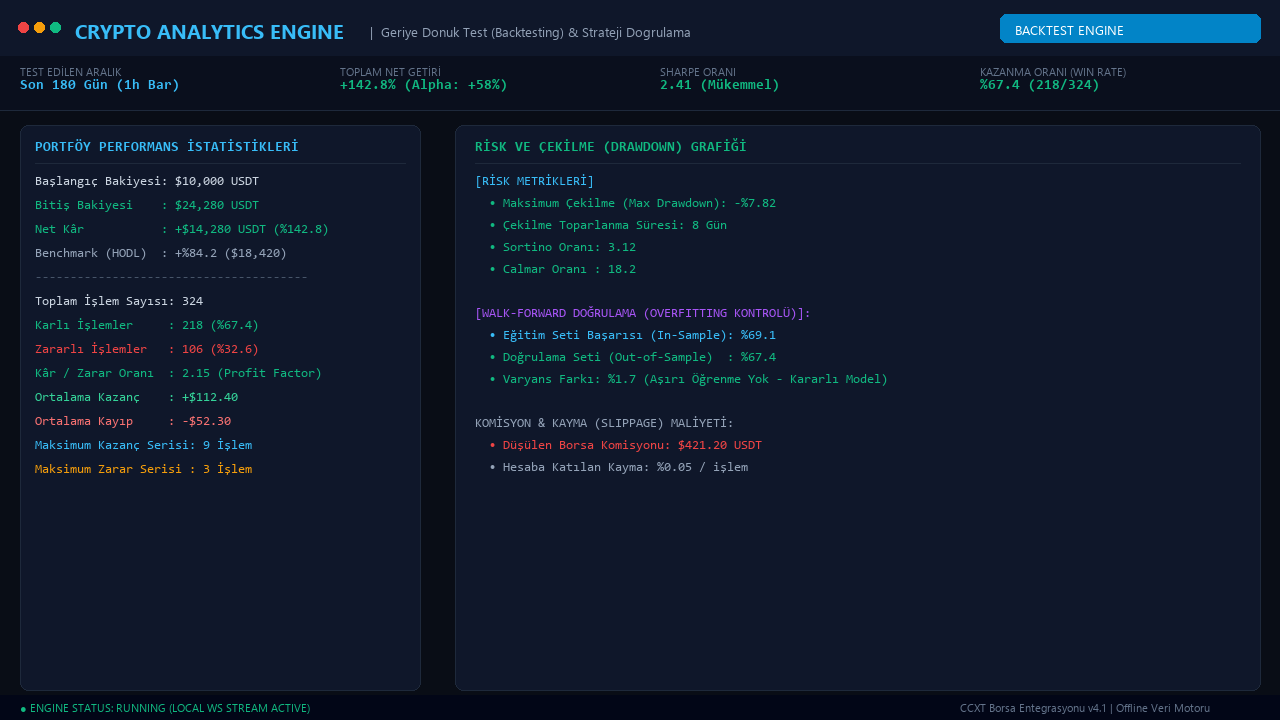 CRYPTO ANALYTICS ENGINE
| Geriye Donuk Test (Backtesting) & Strateji Dogrulama
BACKTEST ENGINE
TEST EDİLEN ARALIK
Son 180 Gün (1h Bar)
TOPLAM NET GETİRİ
+142.8% (Alpha: +58%)
SHARPE ORANI
2.41 (Mükemmel)
KAZANMA ORANI (WIN RATE)
%67.4 (218/324)
PORTFÖY PERFORMANS İSTATİSTİKLERİ
Başlangıç Bakiyesi: $10,000 USDT
Bitiş Bakiyesi    : $24,280 USDT
Net Kâr           : +$14,280 USDT (%142.8)
Benchmark (HODL)  : +%84.2 ($18,420)
---------------------------------------
Toplam İşlem Sayısı: 324
Karlı İşlemler     : 218 (%67.4)
Zararlı İşlemler   : 106 (%32.6)
Kâr / Zarar Oranı  : 2.15 (Profit Factor)
Ortalama Kazanç    : +$112.40
Ortalama Kayıp     : -$52.30
Maksimum Kazanç Serisi: 9 İşlem
Maksimum Zarar Serisi : 3 İşlem
RİSK VE ÇEKİLME (DRAWDOWN) GRAFİĞİ
[RİSK METRİKLERİ]
• Maksimum Çekilme (Max Drawdown): -%7.82
• Çekilme Toparlanma Süresi: 8 Gün
• Sortino Oranı: 3.12
• Calmar Oranı : 18.2
[WALK-FORWARD DOĞRULAMA (OVERFITTING KONTROLÜ)]:
• Eğitim Seti Başarısı (In-Sample): %69.1
• Doğrulama Seti (Out-of-Sample)  : %67.4
• Varyans Farkı: %1.7 (Aşırı Öğrenme Yok - Kararlı Model)
KOMİSYON & KAYMA (SLIPPAGE) MALİYETİ:
• Düşülen Borsa Komisyonu: $421.20 USDT
• Hesaba Katılan Kayma: %0.05 / işlem
● ENGINE STATUS: RUNNING (LOCAL WS STREAM ACTIVE)
CCXT Borsa Entegrasyonu v4.1 | Offline Veri Motoru